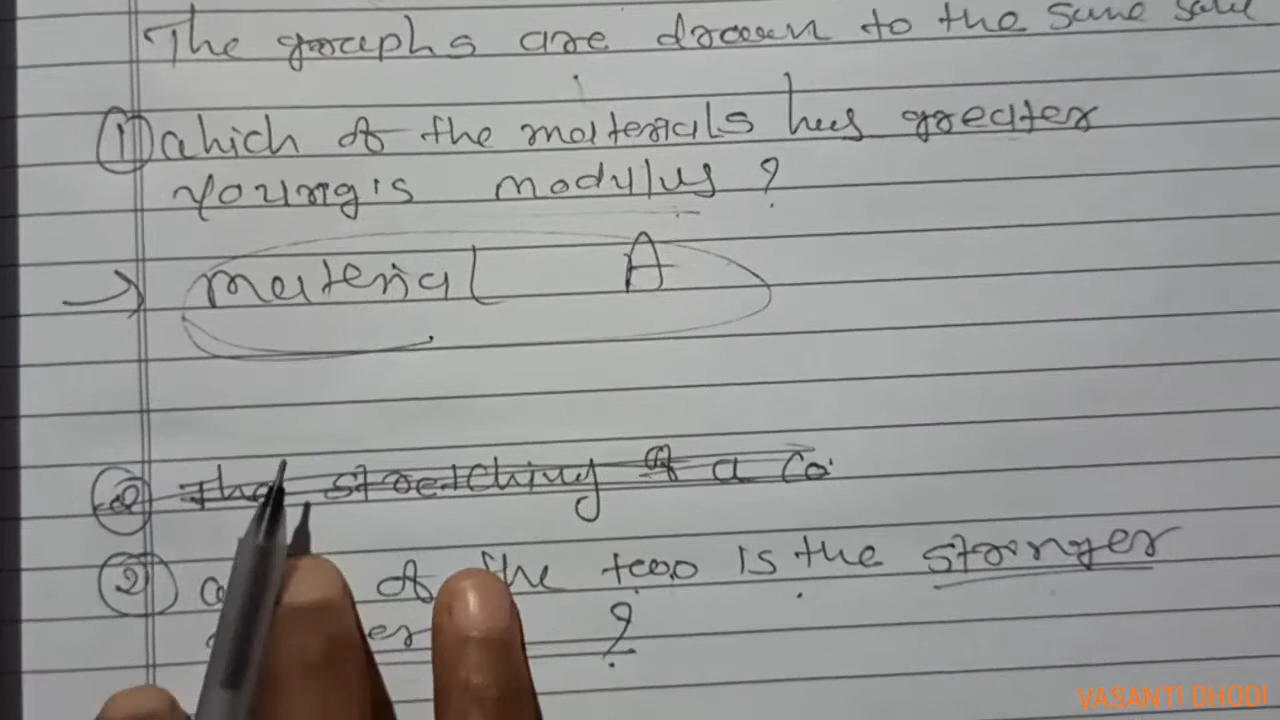 The graphs are drawn to the same
① which of the materials has greater
young's modulus ?
→ material A
② The stretching of a Co
② of the two is the stronger
?
VASANTI DHODI